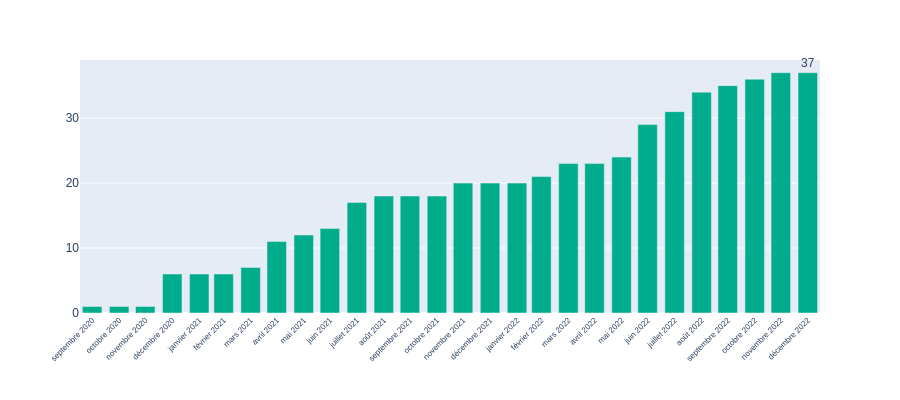 37
30
20
10
0
septembre 2020
octobre 2020
novembre 2020
décembre 2020
janvier 2021
février 2021
mars 2021
avril 2021
mai 2021
juin 2021
juillet 2021
août 2021
septembre 2021
octobre 2021
novembre 2021
décembre 2021
janvier 2022
février 2022
mars 2022
avril 2022
mai 2022
juin 2022
juillet 2022
août 2022
septembre 2022
octobre 2022
novembre 2022
décembre 2022